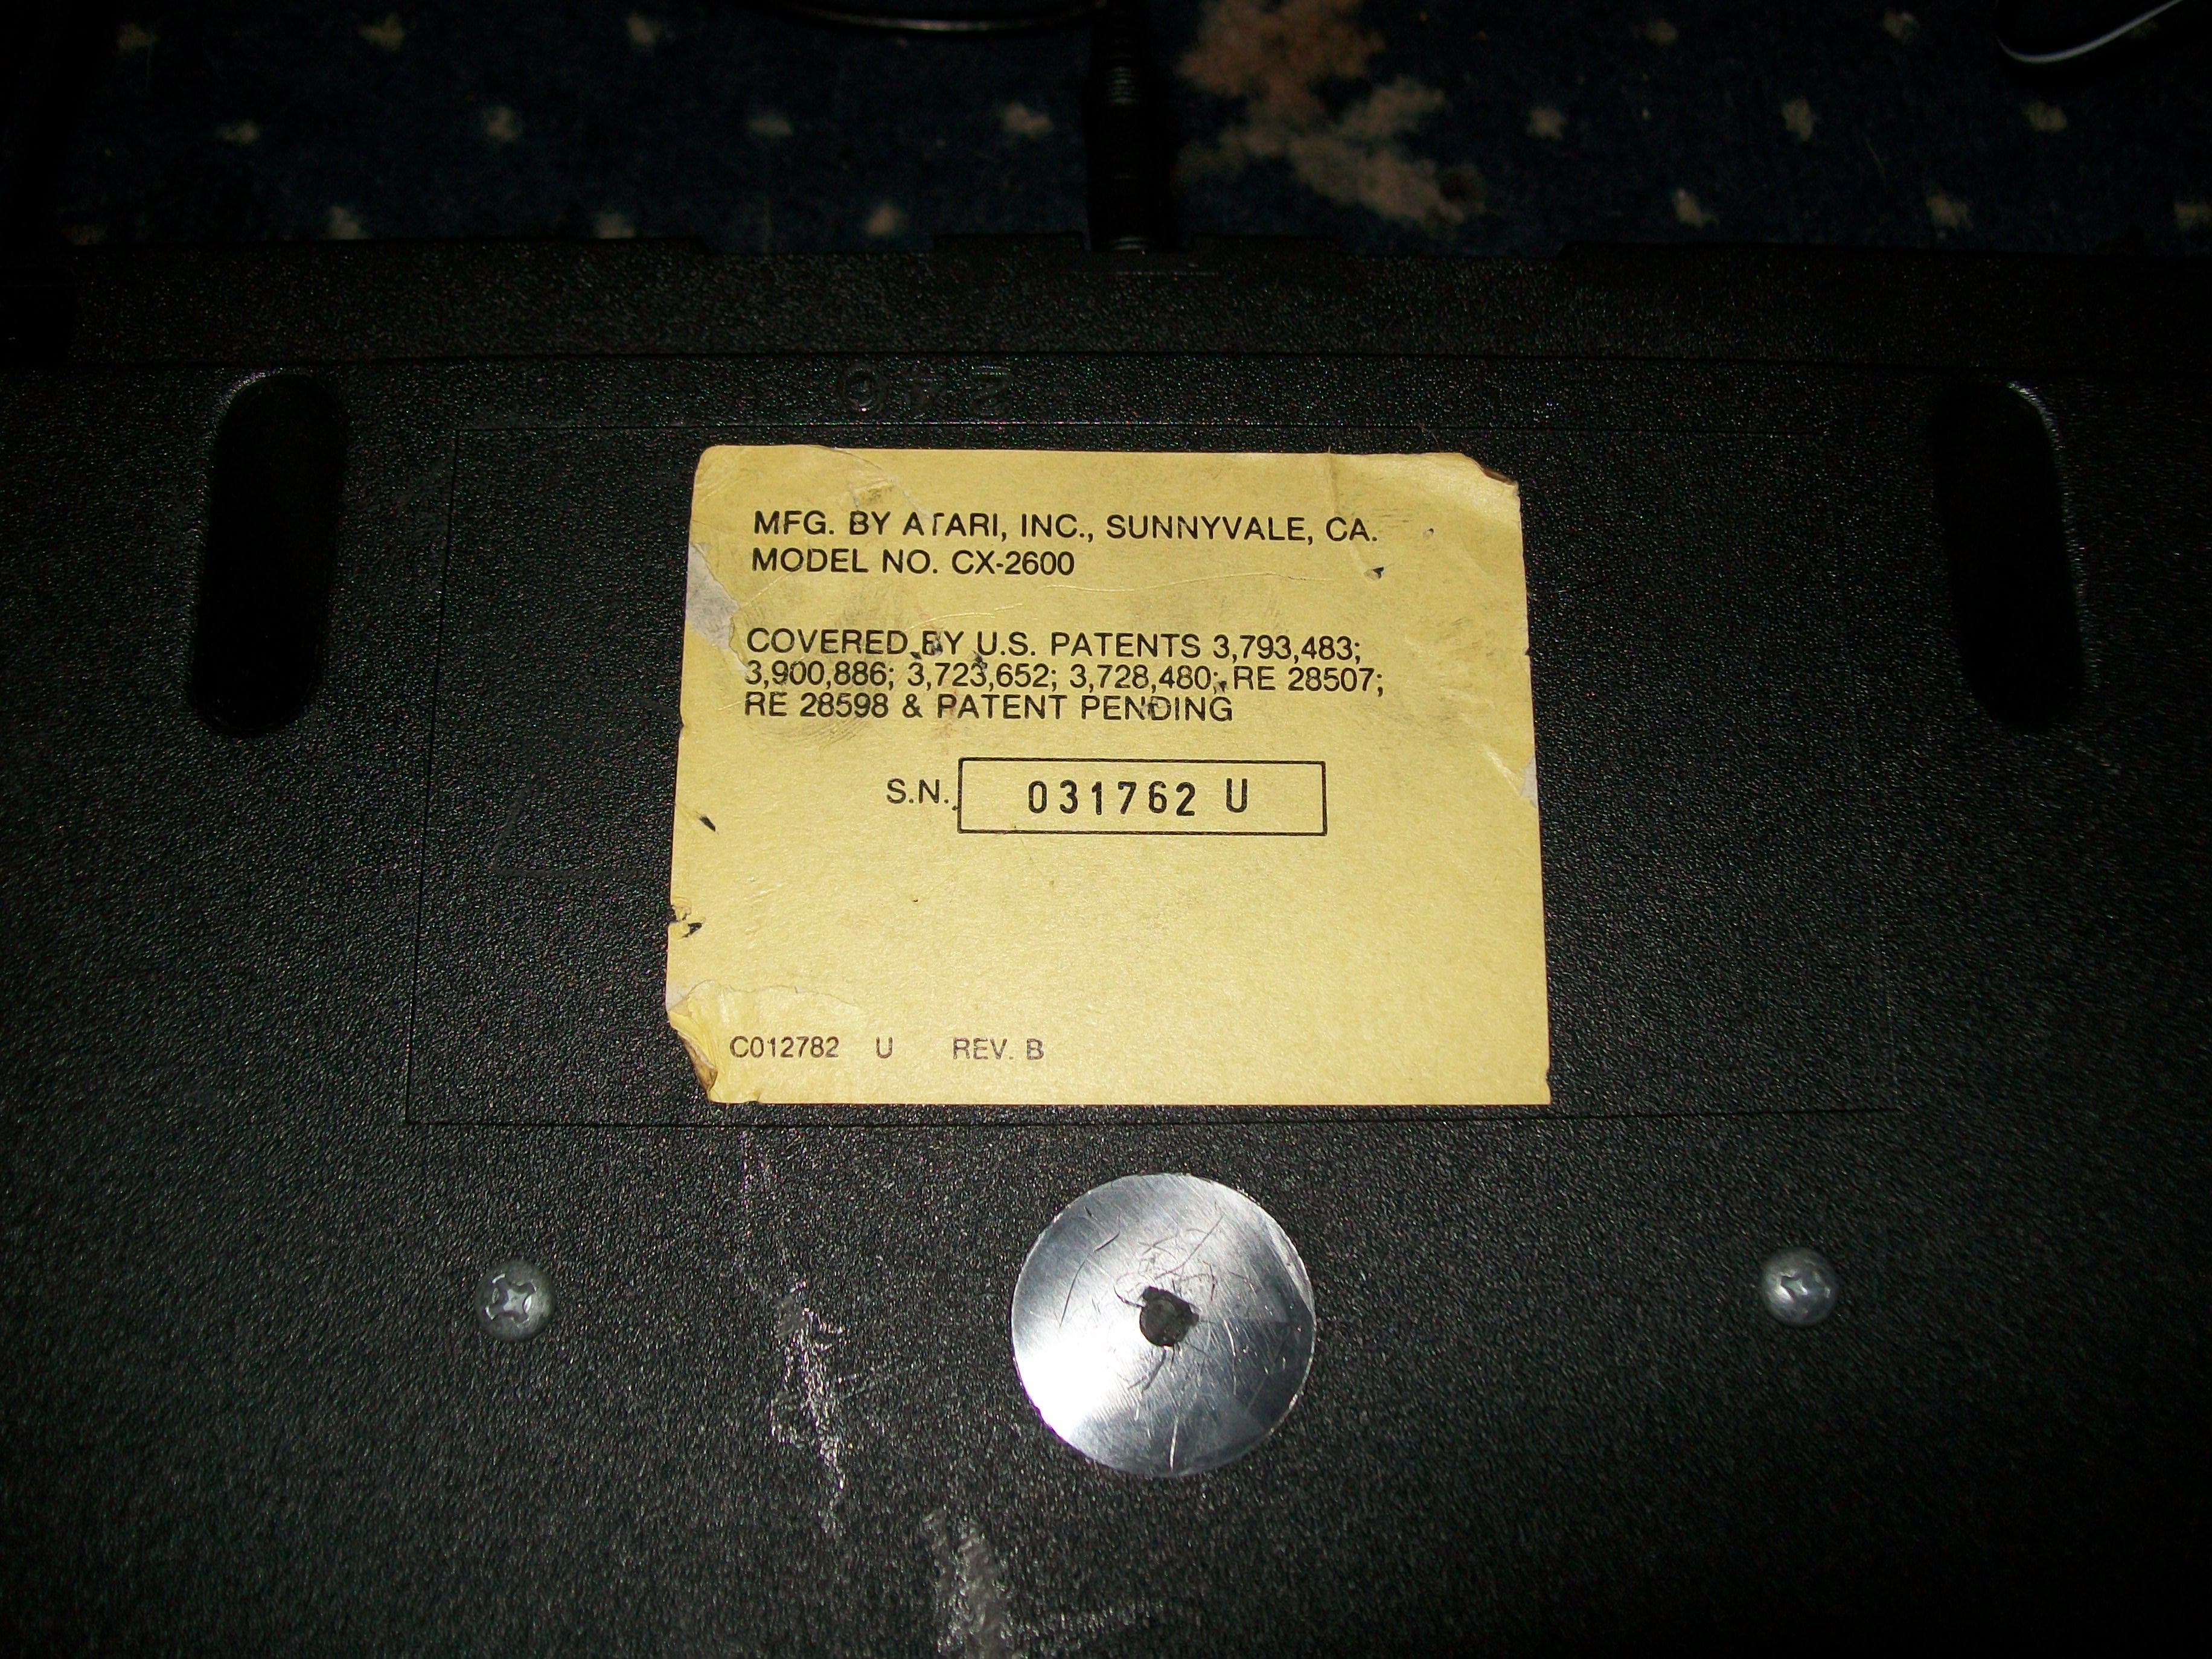 240
MFG. BY ATARI, INC., SUNNYVALE, CA.
MODEL NO. CX-2600
COVERED BY U.S. PATENTS 3,793,483;
3,900,886; 3,723,652; 3,728,480; RE 28507;
RE 28598 & PATENT PENDING
S.N. 031762 U
C012782 U REV. B